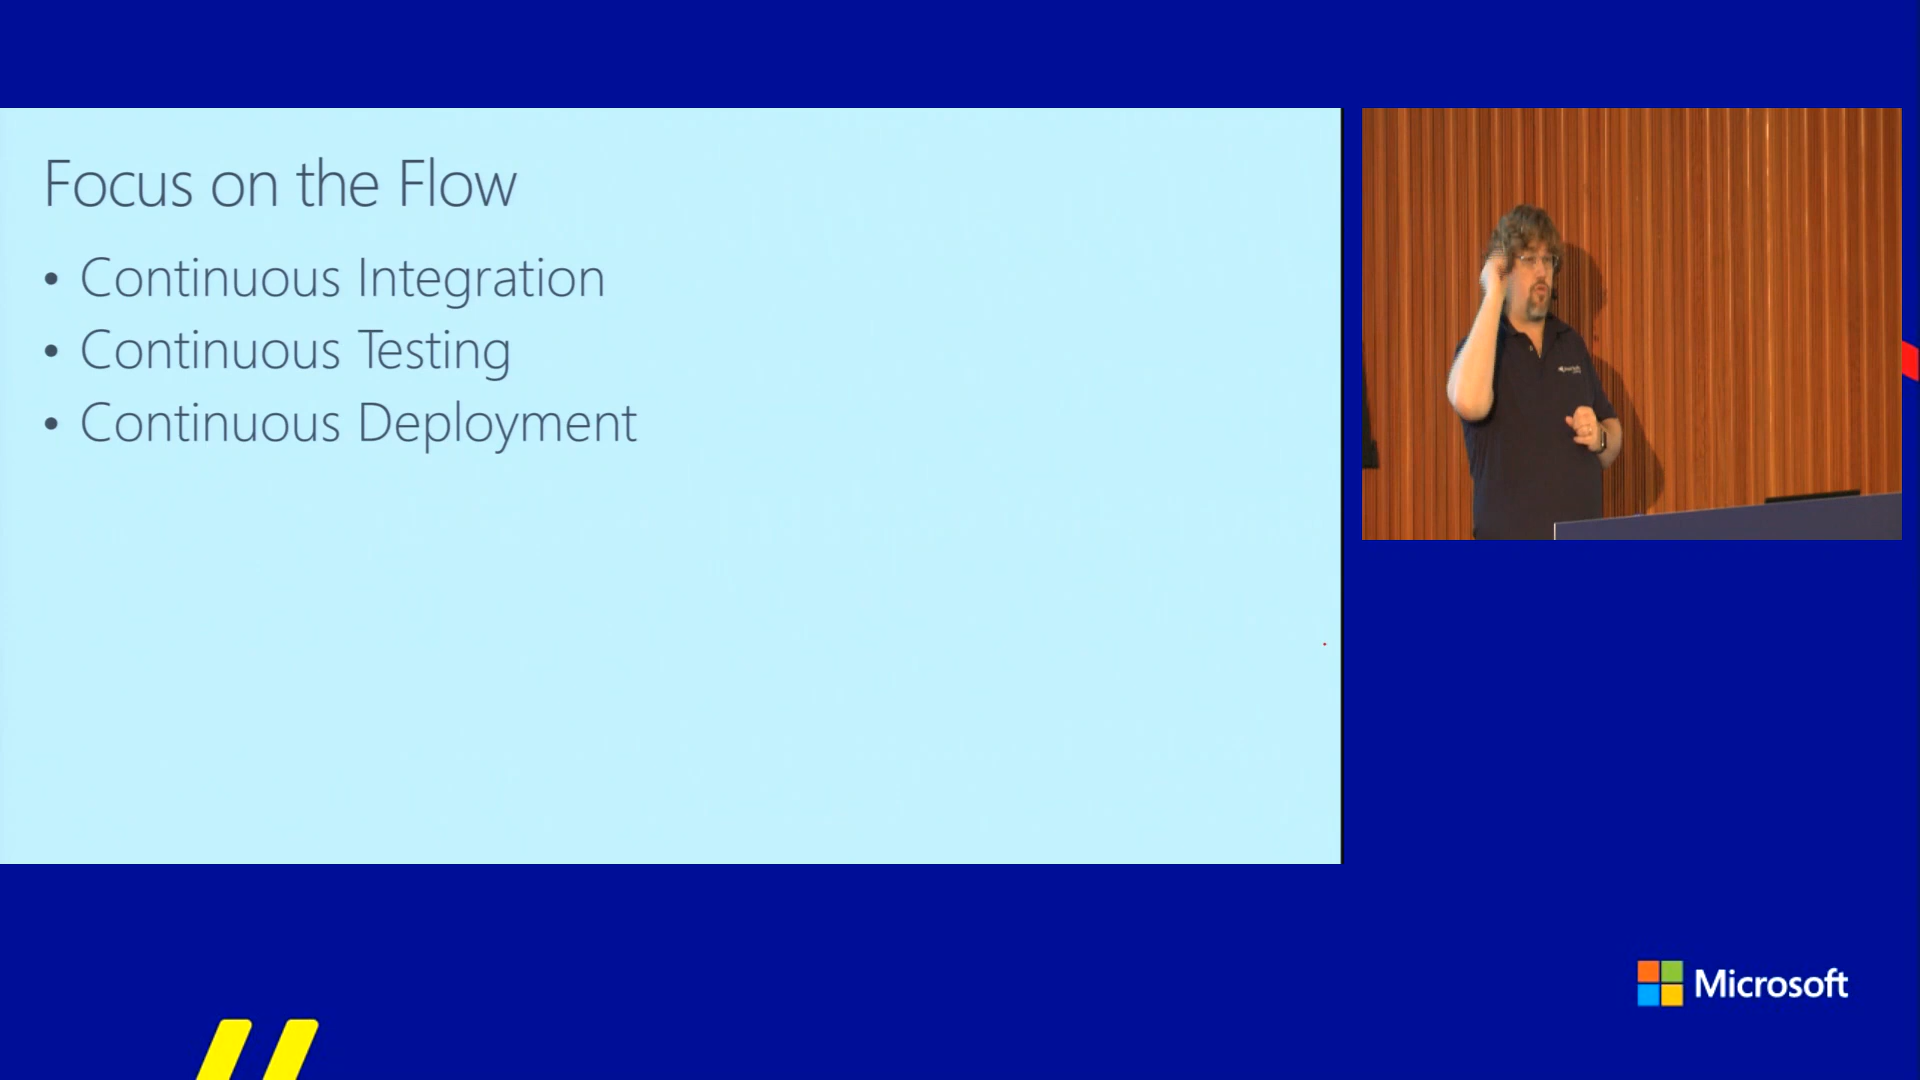 Focus on the Flow
• Continuous Integration
• Continuous Testing
• Continuous Deployment
Microsoft